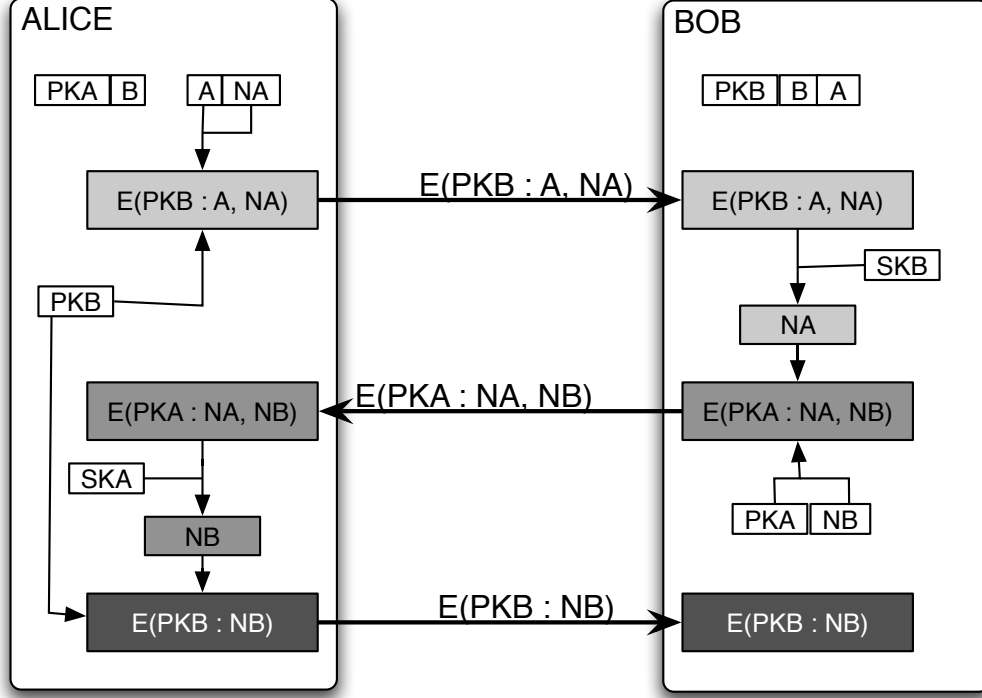 ALICE
PKA B
A NA
E(PKB : A, NA)
PKB
E(PKA : NA, NB)
SKA
NB
E(PKB : NB)
E(PKB : A, NA)
E(PKA : NA, NB)
E(PKB : NB)
BOB
PKB B A
E(PKB : A, NA)
SKB
NA
E(PKA : NA, NB)
PKA NB
E(PKB : NB)